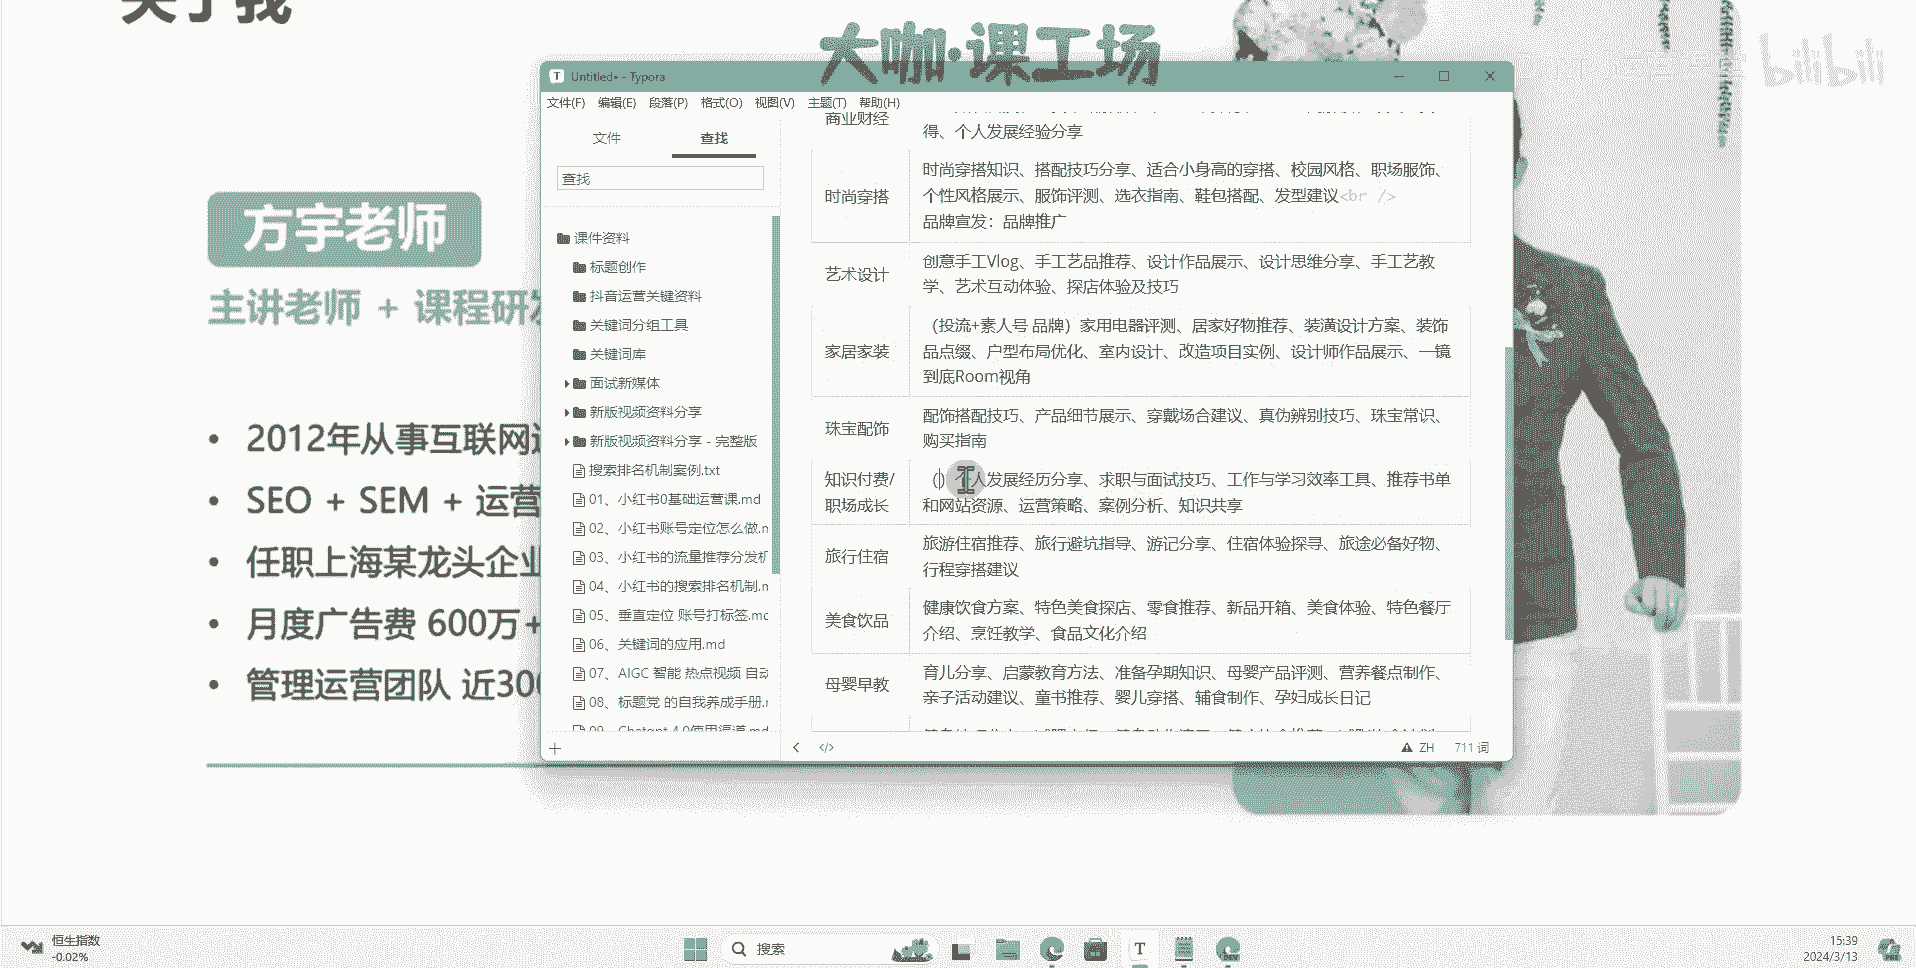 关于我
大咖·课工场
bilibili
方宇老师
主讲老师 + 课程研发
• 2012年从事互联网
• SEO + SEM + 运营
• 任职上海某龙头企业
• 月度广告费 600万+
• 管理运营团队 近300
Untitled• - Typora
文件(F) 编辑(E) 段落(P) 格式(O) 视图(V) 主题(T) 帮助(H)
文件 查找
查找
课件资料
标题创作
抖音运营关键资料
关键词分组工具
关键词库
面试新媒体
新版视频资料分享
新版视频资料分享 - 完整版
搜索排名机制案例.txt
01、小红书0基础运营课.md
02、小红书账号定位怎么做.m
03、小红书的流量推荐分发机
04、小红书的搜索排名机制.m
05、垂直定位 账号打标签.mc
06、关键词的应用.md
07、AIGC 智能 热点视频 自动
08、标题党 的自我养成手册.m
09、Chatgpt 4.0使用渠道.md
商业财经
得、个人发展经验分享
时尚穿搭
时尚穿搭知识、搭配技巧分享、适合小身高的穿搭、校园风格、职场服饰、
个性风格展示、服饰评测、选衣指南、鞋包搭配、发型建议<br />
品牌宣发：品牌推广
艺术设计
创意手工Vlog、手工艺品推荐、设计作品展示、设计思维分享、手工艺教
学、艺术互动体验、探店体验及技巧
家居家装
（投流+素人号 品牌）家用电器评测、居家好物推荐、装潢设计方案、装饰
品点缀、户型布局优化、室内设计、改造项目实例、设计师作品展示、一镜
到底Room视角
珠宝配饰
配饰搭配技巧、产品细节展示、穿戴场合建议、真伪辨别技巧、珠宝常识、
购买指南
知识付费/
职场成长
（）个人发展经历分享、求职与面试技巧、工作与学习效率工具、推荐书单
和网站资源、运营策略、案例分析、知识共享
旅行住宿
旅游住宿推荐、旅行避坑指导、游记分享、住宿体验探寻、旅途必备好物、
行程穿搭建议
美食饮品
健康饮食方案、特色美食探店、零食推荐、新品开箱、美食体验、特色餐厅
介绍、烹饪教学、食品文化介绍
母婴早教
育儿分享、启蒙教育方法、准备孕期知识、母婴产品评测、营养餐点制作、
亲子活动建议、童书推荐、婴儿穿搭、辅食制作、孕妇成长日记
</> ZH 711 词
恒生指数
-0.02%
搜索
15:39
2024/3/13